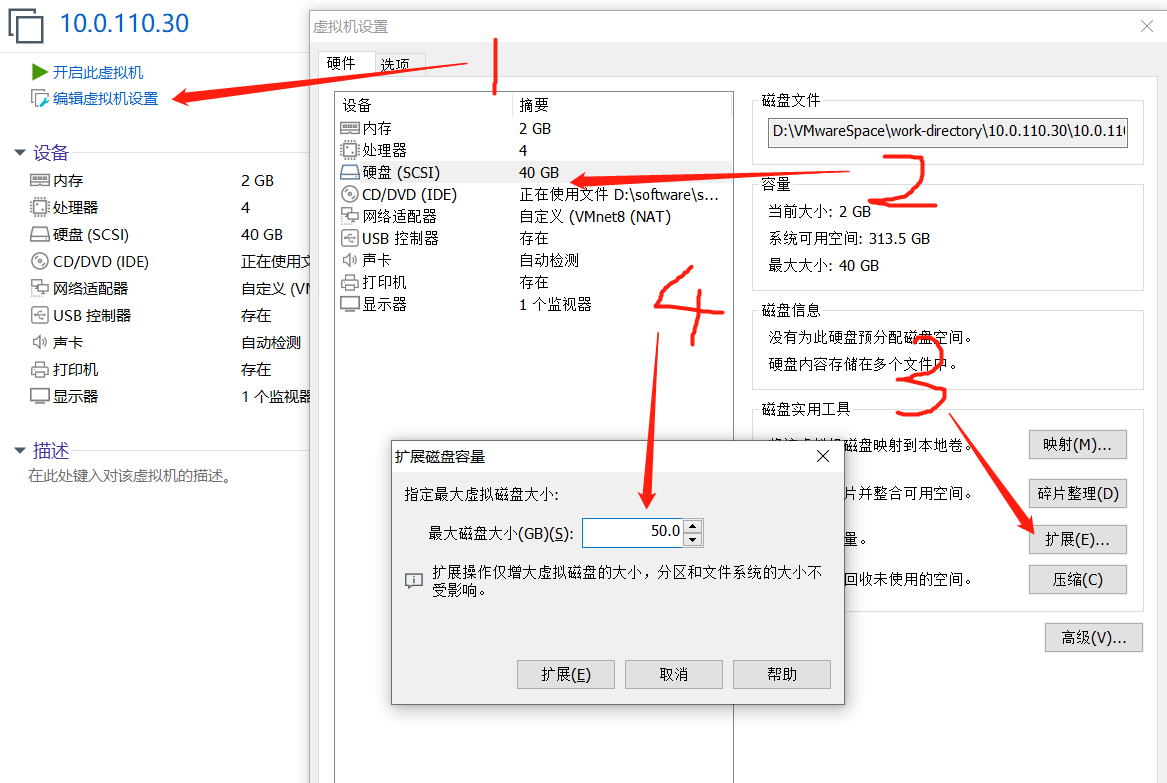 10.0.110.30
开启此虚拟机
编辑虚拟机设置
设备
内存 2 GB
处理器 4
硬盘 (SCSI) 40 GB
CD/DVD (IDE) 正在使用文
网络适配器 自定义 (VM
USB 控制器 存在
声卡 自动检测
打印机 存在
显示器 1 个监视器
描述
在此处键入对该虚拟机的描述。
虚拟机设置
硬件 选项
1
设备 摘要
内存 2 GB
处理器 4
硬盘 (SCSI) 40 GB
CD/DVD (IDE) 正在使用文件 D:\software\s...
网络适配器 自定义 (VMnet8 (NAT)
USB 控制器 存在
声卡 自动检测
打印机 存在
显示器 1 个监视器
2
4
磁盘文件
D:\VMwareSpace\work-directory\10.0.110.30\10.0.110
容量
当前大小: 2 GB
系统可用空间: 313.5 GB
最大大小: 40 GB
磁盘信息
没有为此硬盘预分配磁盘空间。
硬盘内容存储在多个文件中。
3
磁盘实用工具
磁盘映射到本地卷。 映射(M)...
片并整合可用空间。 碎片整理(D)
量。 扩展(E)...
回收未使用的空间。 压缩(C)
高级(V)...
扩展磁盘容量
指定最大虚拟磁盘大小:
最大磁盘大小(GB)(S): 50.0
扩展操作仅增大虚拟磁盘的大小，分区和文件系统的大小不
受影响。
扩展(E) 取消 帮助